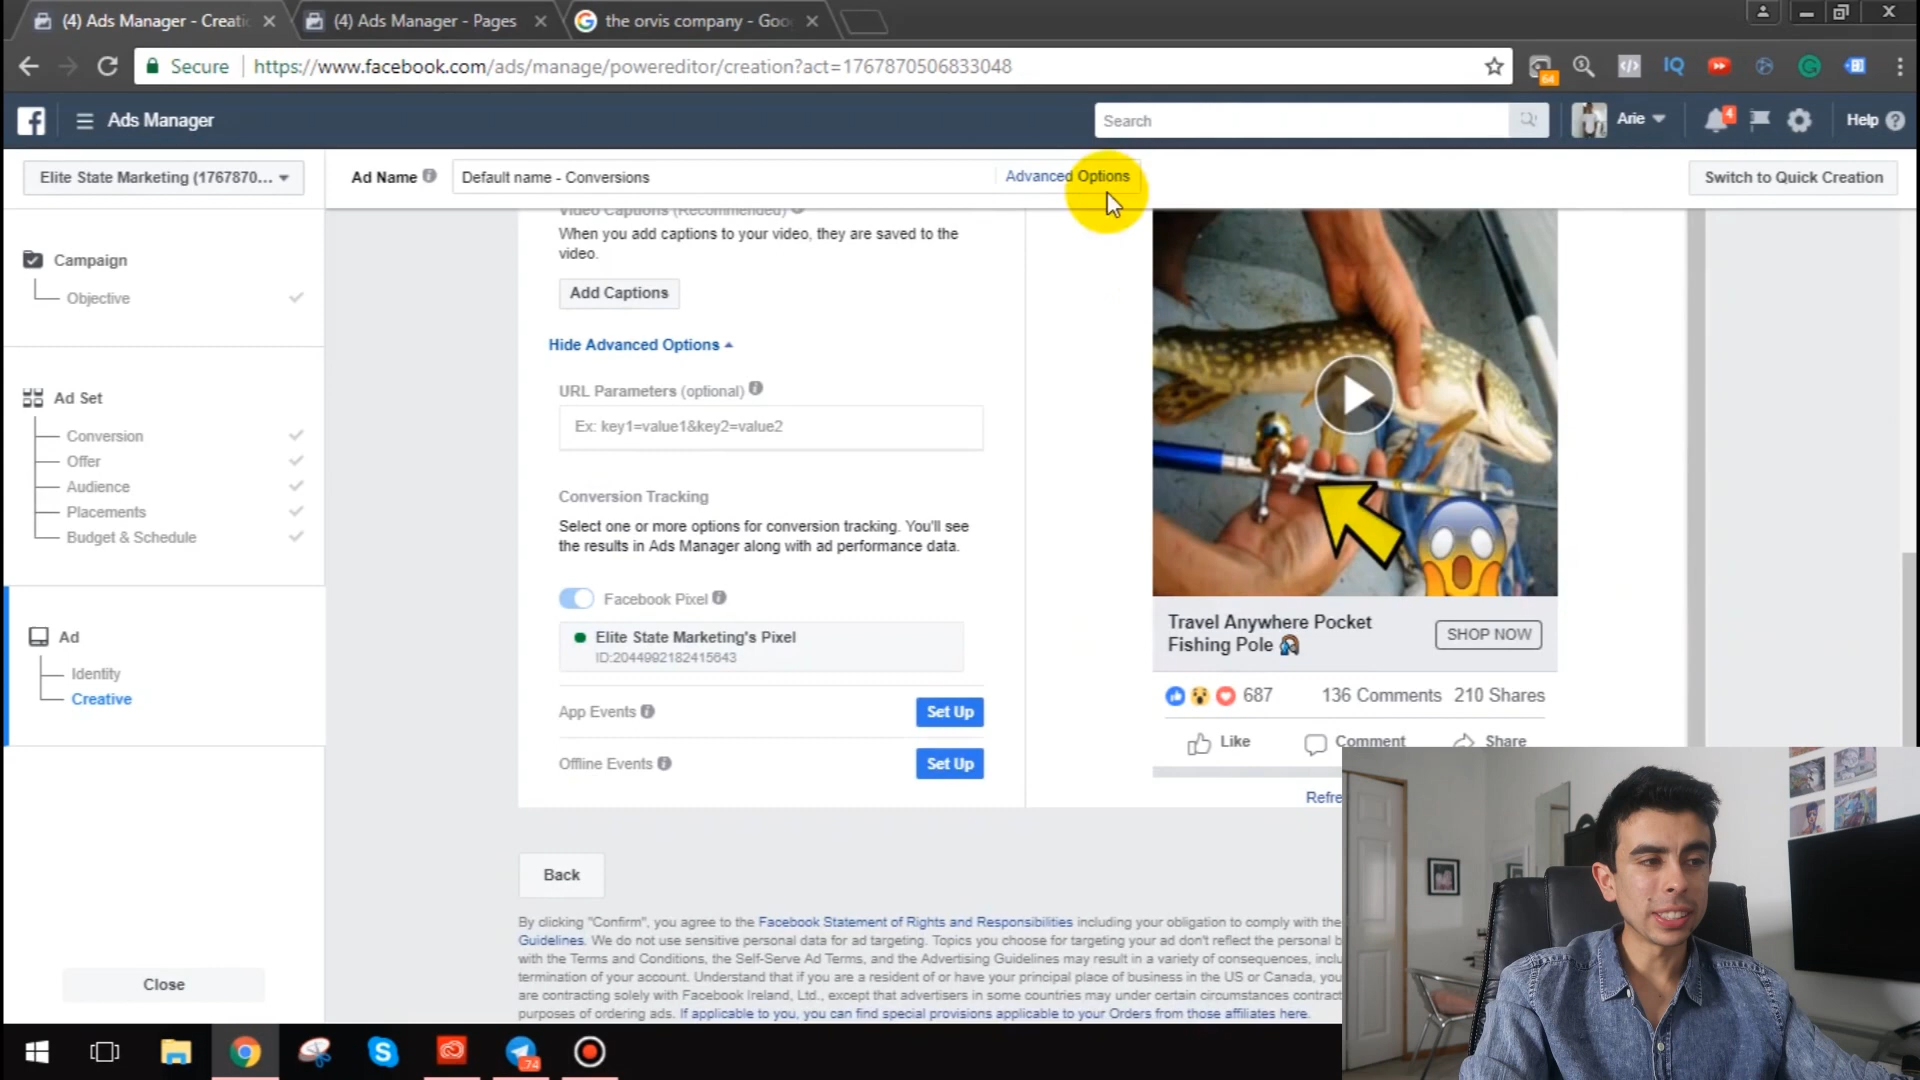 (4) Ads Manager - Creati
(4) Ads Manager - Pages
the orvis company - Goo
Secure
https://www.facebook.com/ads/manage/powereditor/creation?act=1767870506833048
64
IQ
Ads Manager
Search
Arie
4
Help
Elite State Marketing (1767870...
Ad Name
Default name - Conversions
Advanced Options
Switch to Quick Creation
Campaign
Objective
Ad Set
Conversion
Offer
Audience
Placements
Budget & Schedule
Ad
Identity
Creative
Close
Video Captions (Recommended)
When you add captions to your video, they are saved to the
video.
Add Captions
Hide Advanced Options
URL Parameters (optional)
Ex: key1=value1&key2=value2
Conversion Tracking
Select one or more options for conversion tracking. You'll see
the results in Ads Manager along with ad performance data.
Facebook Pixel
Elite State Marketing's Pixel
ID:2044992182415643
App Events
Set Up
Offline Events
Set Up
Travel Anywhere Pocket
Fishing Pole
SHOP NOW
687
136 Comments
210 Shares
Like
Comment
Share
Refre
Back
By clicking "Confirm", you agree to the Facebook Statement of Rights and Responsibilities including your obligation to comply with the
Guidelines. We do not use sensitive personal data for ad targeting. Topics you choose for targeting your ad don't reflect the personal b
with the Terms and Conditions, the Self-Serve Ad Terms, and the Advertising Guidelines may result in a variety of consequences, inclu
termination of your account. Understand that if you are a resident of or have your principal place of business in the US or Canada, you
are contracting solely with Facebook Ireland, Ltd., except that advertisers in some countries may under certain circumstances contract
purposes of ordering ads. If applicable to you, you can find special provisions applicable to your Orders from those affiliates here.
74